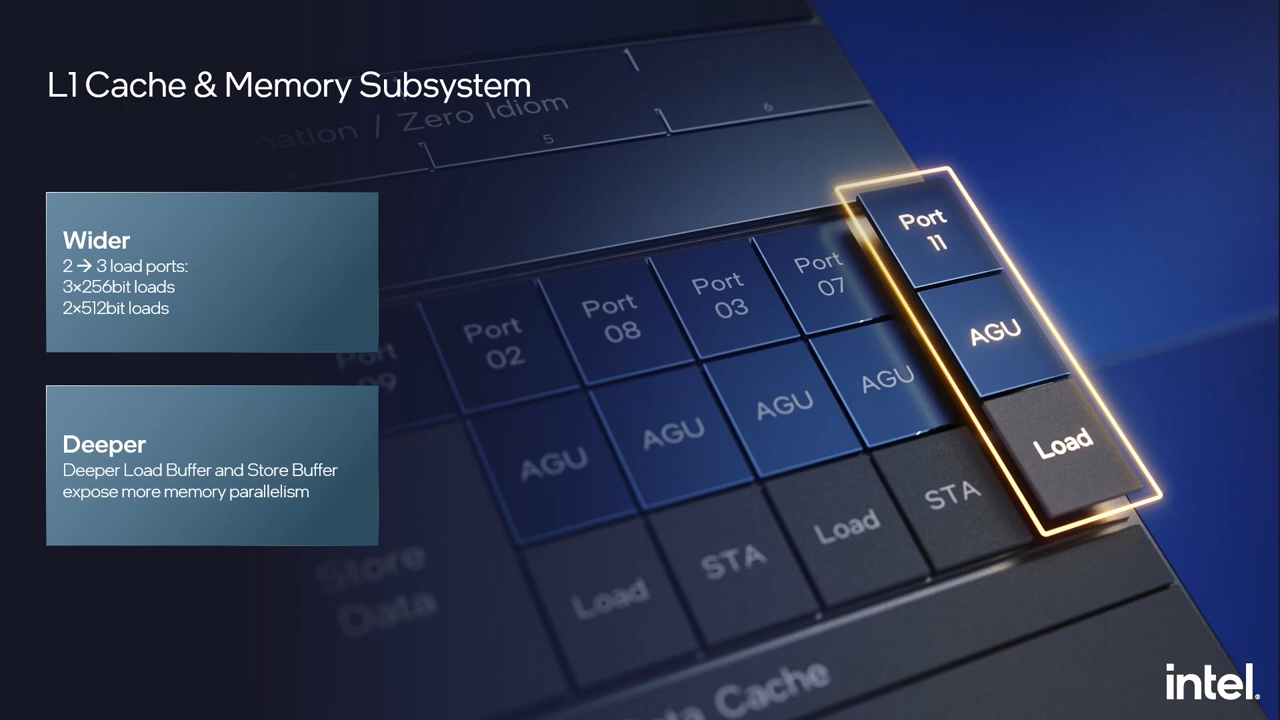 L1 Cache & Memory Subsystem
Zero Idiom
5
6
Wider
2 → 3 load ports:
3×256bit loads
2×512bit loads
Deeper
Deeper Load Buffer and Store Buffer
expose more memory parallelism
Port
09
Port
02
Port
08
Port
03
Port
07
Port
11
AGU
AGU
AGU
AGU
AGU
Store
Data
Load
STA
Load
STA
Load
Cache
intel.